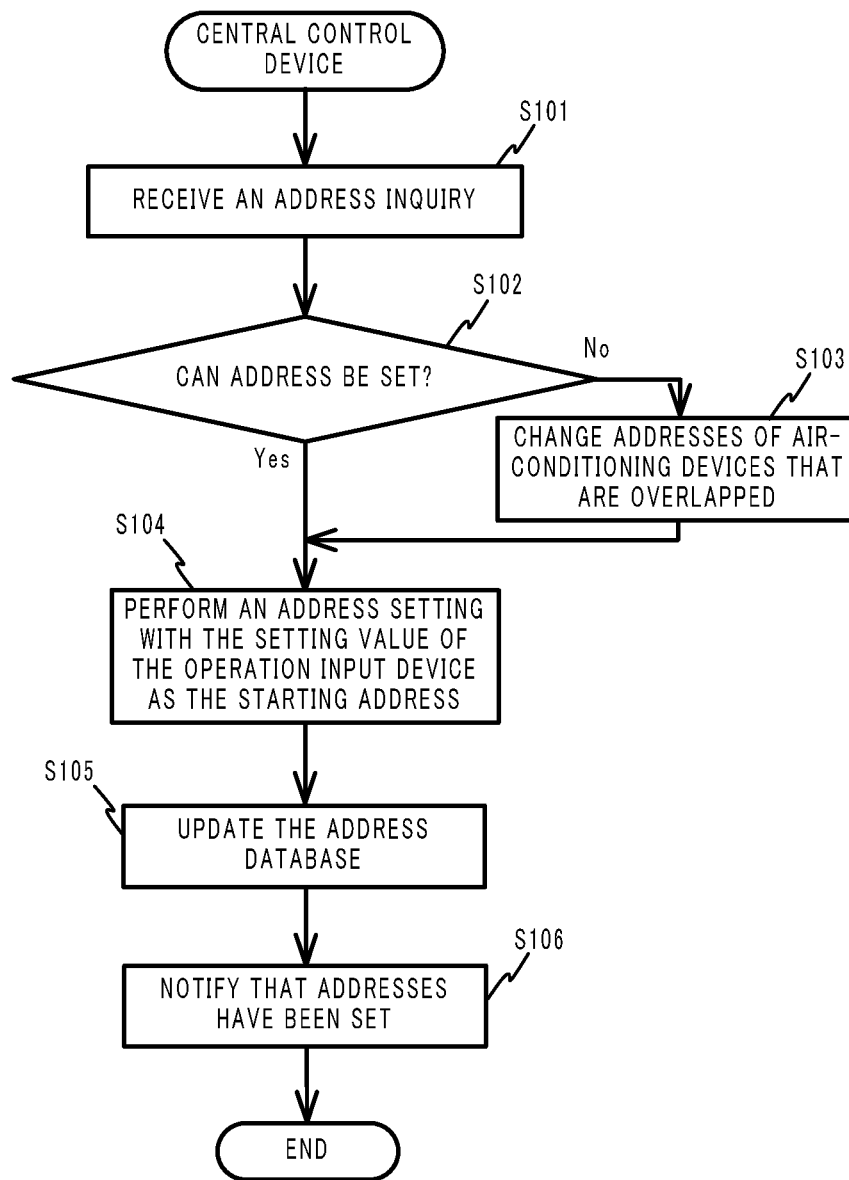 CENTRAL CONTROL
DEVICE
S101
RECEIVE AN ADDRESS INQUIRY
S102
CAN ADDRESS BE SET?
No
Yes
S103
CHANGE ADDRESSES OF AIR-
CONDITIONING DEVICES THAT
ARE OVERLAPPED
S104
PERFORM AN ADDRESS SETTING
WITH THE SETTING VALUE OF
THE OPERATION INPUT DEVICE
AS THE STARTING ADDRESS
S105
UPDATE THE ADDRESS
DATABASE
S106
NOTIFY THAT ADDRESSES
HAVE BEEN SET
END